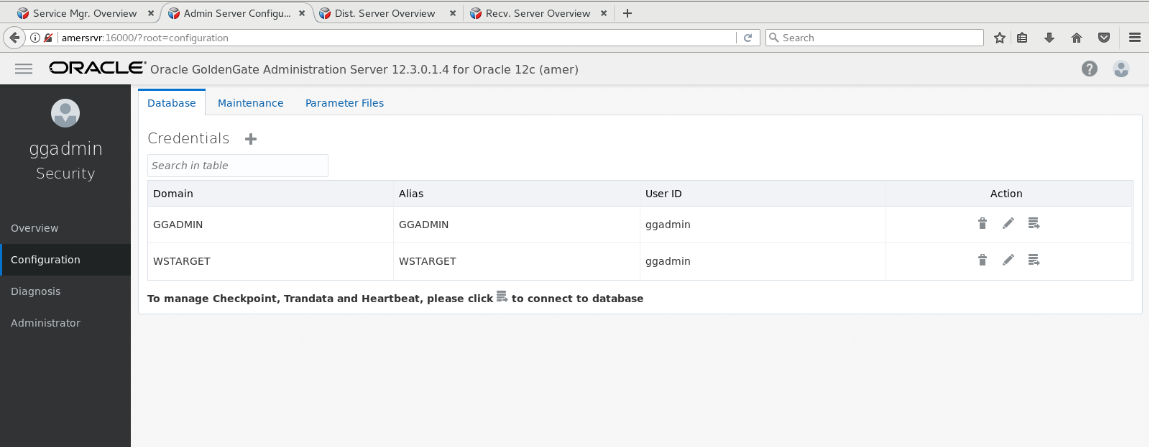 Service Mgr. Overview × Admin Server Configu... × Dist. Server Overview × Recv. Server Overview × +
amersrvr:16000/?root=configuration Search
ORACLE Oracle GoldenGate Administration Server 12.3.0.1.4 for Oracle 12c (amer) ?
ggadmin
Security
Overview
Configuration
Diagnosis
Administrator
Database Maintenance Parameter Files
Credentials +
Search in table
Domain Alias User ID Action
GGADMIN GGADMIN ggadmin
WSTARGET WSTARGET ggadmin
To manage Checkpoint, Trandata and Heartbeat, please click to connect to database